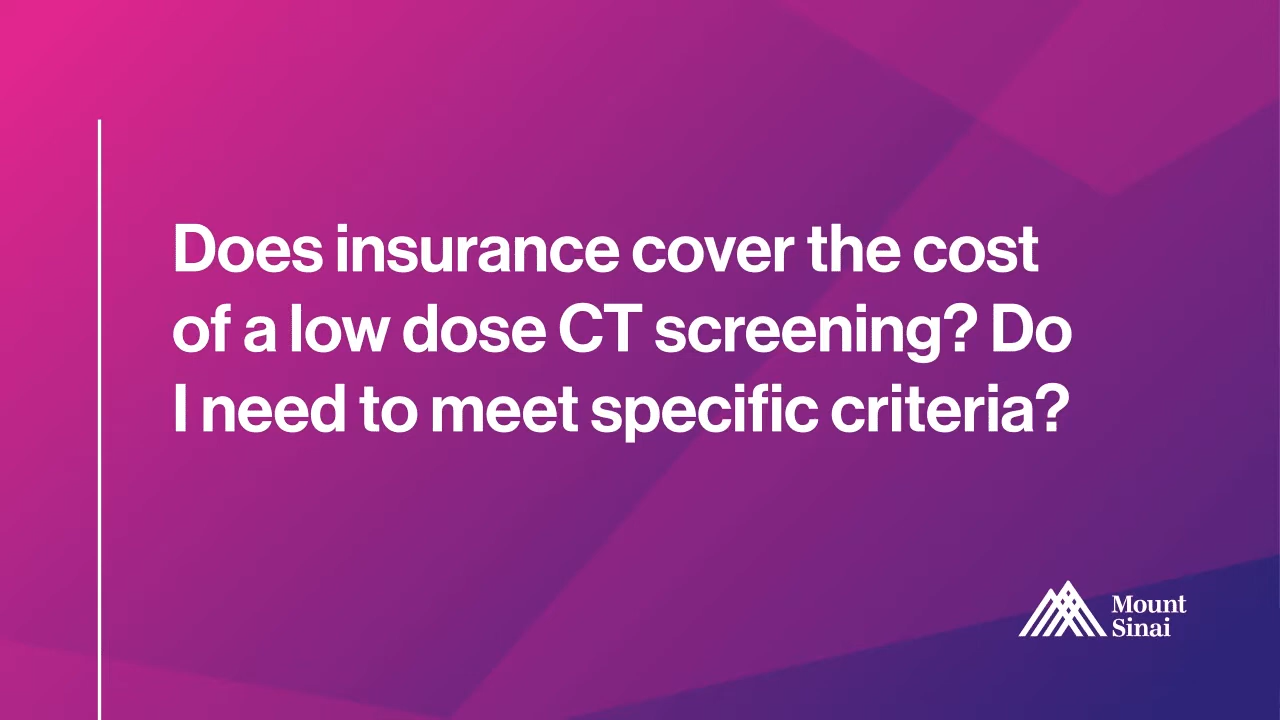 Does insurance cover the cost
of a low dose CT screening? Do
I need to meet specific criteria?
Mount
Sinai